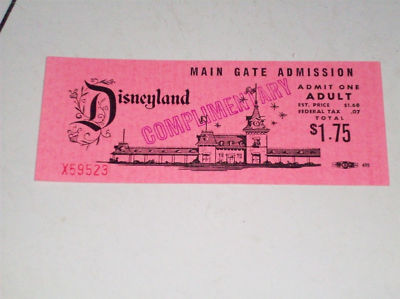 MAIN GATE ADMISSION
Disneyland
COMPLIMENTARY
ADMIT ONE
ADULT
EST. PRICE $1.68
FEDERAL TAX .07
TOTAL
$1.75
X59523